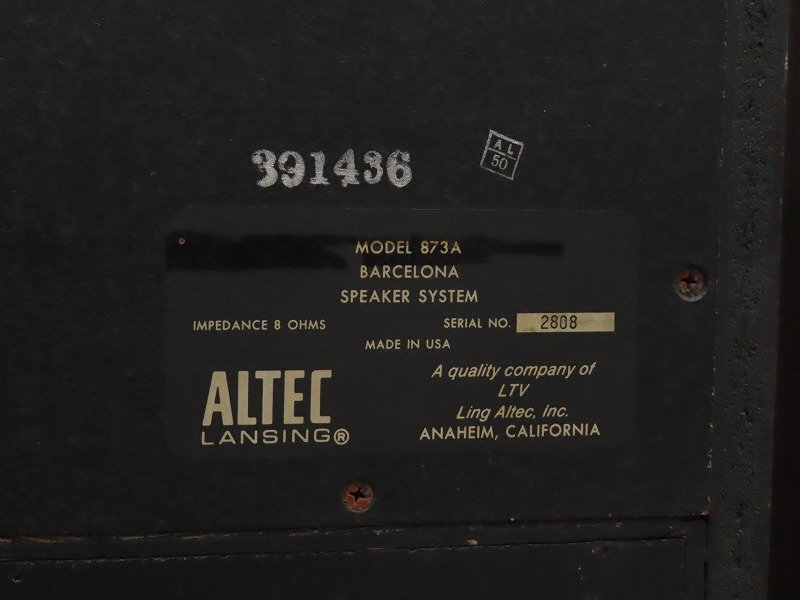 391436
AL
50
MODEL 873A
BARCELONA
SPEAKER SYSTEM
IMPEDANCE 8 OHMS
SERIAL NO. 2808
MADE IN USA
ALTEC
LANSING®
A quality company of
LTV
Ling Altec, Inc.
ANAHEIM, CALIFORNIA